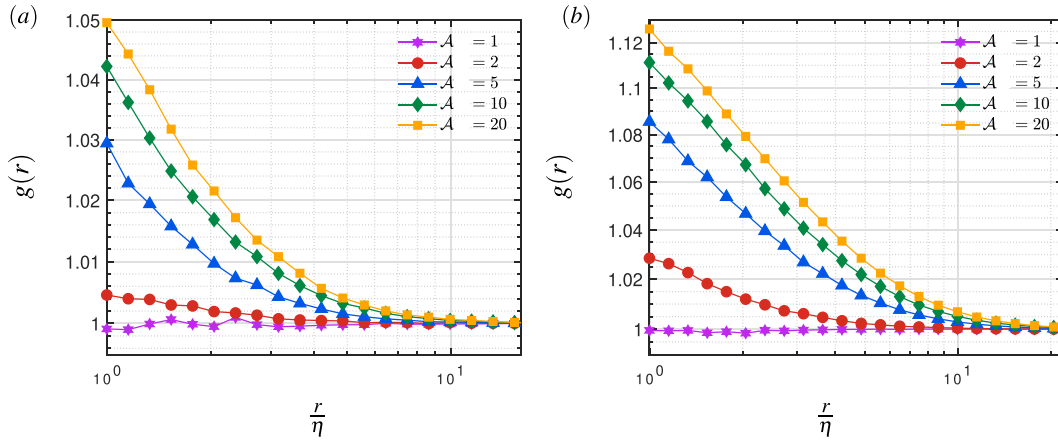 (a)
1.05
1.04
1.03
1.02
1.01
1
g(r)
10^0
10^1
r/η
𝒜 = 1
𝒜 = 2
𝒜 = 5
𝒜 = 10
𝒜 = 20
(b)
1.12
1.1
1.08
1.06
1.04
1.02
1
g(r)
10^0
10^1
r/η
𝒜 = 1
𝒜 = 2
𝒜 = 5
𝒜 = 10
𝒜 = 20